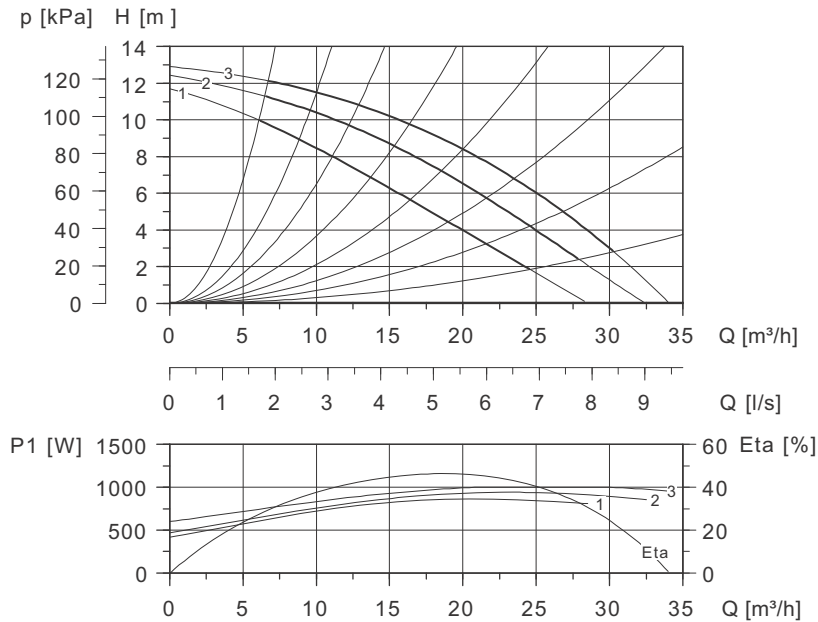 p [kPa] H [m ]
14
120 12
100 10
80 8
60 6
40 4
20 2
0 0
3
2
1
0 5 10 15 20 25 30 35 Q [m³/h]
0 1 2 3 4 5 6 7 8 9 Q [l/s]
P1 [W] 1500 60 Eta [%]
1000 40
500 20
0 0
3
2
1
Eta
0 5 10 15 20 25 30 35 Q [m³/h]